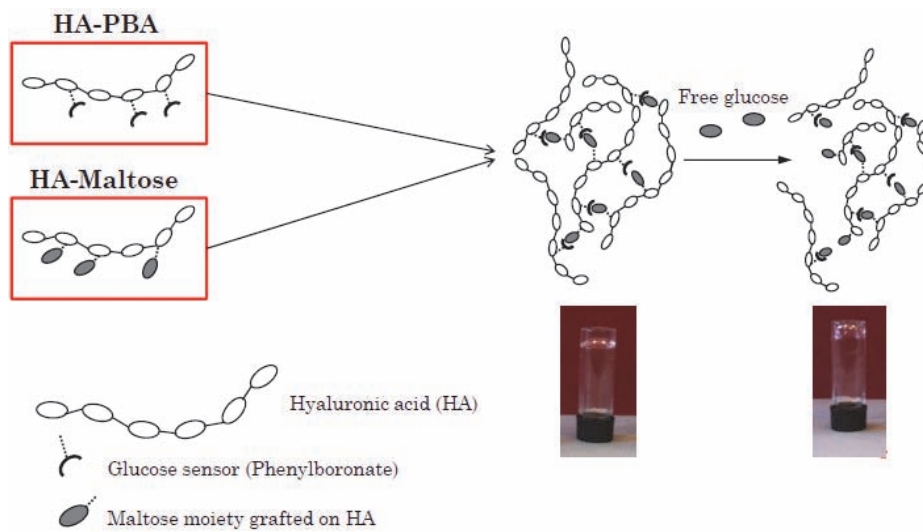 HA-PBA
HA-Maltose
Free glucose
Hyaluronic acid (HA)
Glucose sensor (Phenylboronate)
Maltose moiety grafted on HA